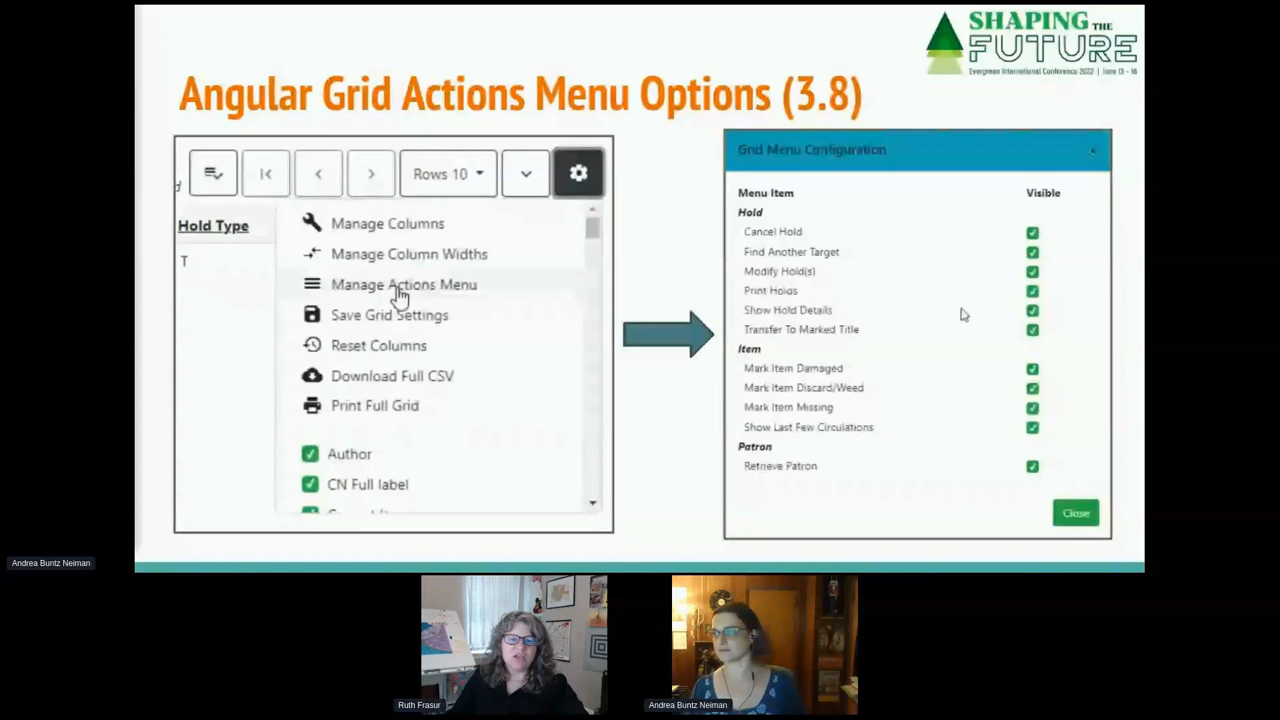 SHAPING THE
FUTURE
Evergreen International Conference 2022 | June 13 - 16
Angular Grid Actions Menu Options (3.8)
Rows 10
Hold Type
T
Manage Columns
Manage Column Widths
Manage Actions Menu
Save Grid Settings
Reset Columns
Download Full CSV
Print Full Grid
Author
CN Full label
Grid Menu Configuration
Menu Item Visible
Hold
Cancel Hold
Find Another Target
Modify Hold(s)
Print Holds
Show Hold Details
Transfer To Marked Title
Item
Mark Item Damaged
Mark Item Discard/Weed
Mark Item Missing
Show Last Few Circulations
Patron
Retrieve Patron
Close
Andrea Buntz Neiman
Ruth Frasur
Andrea Buntz Neiman